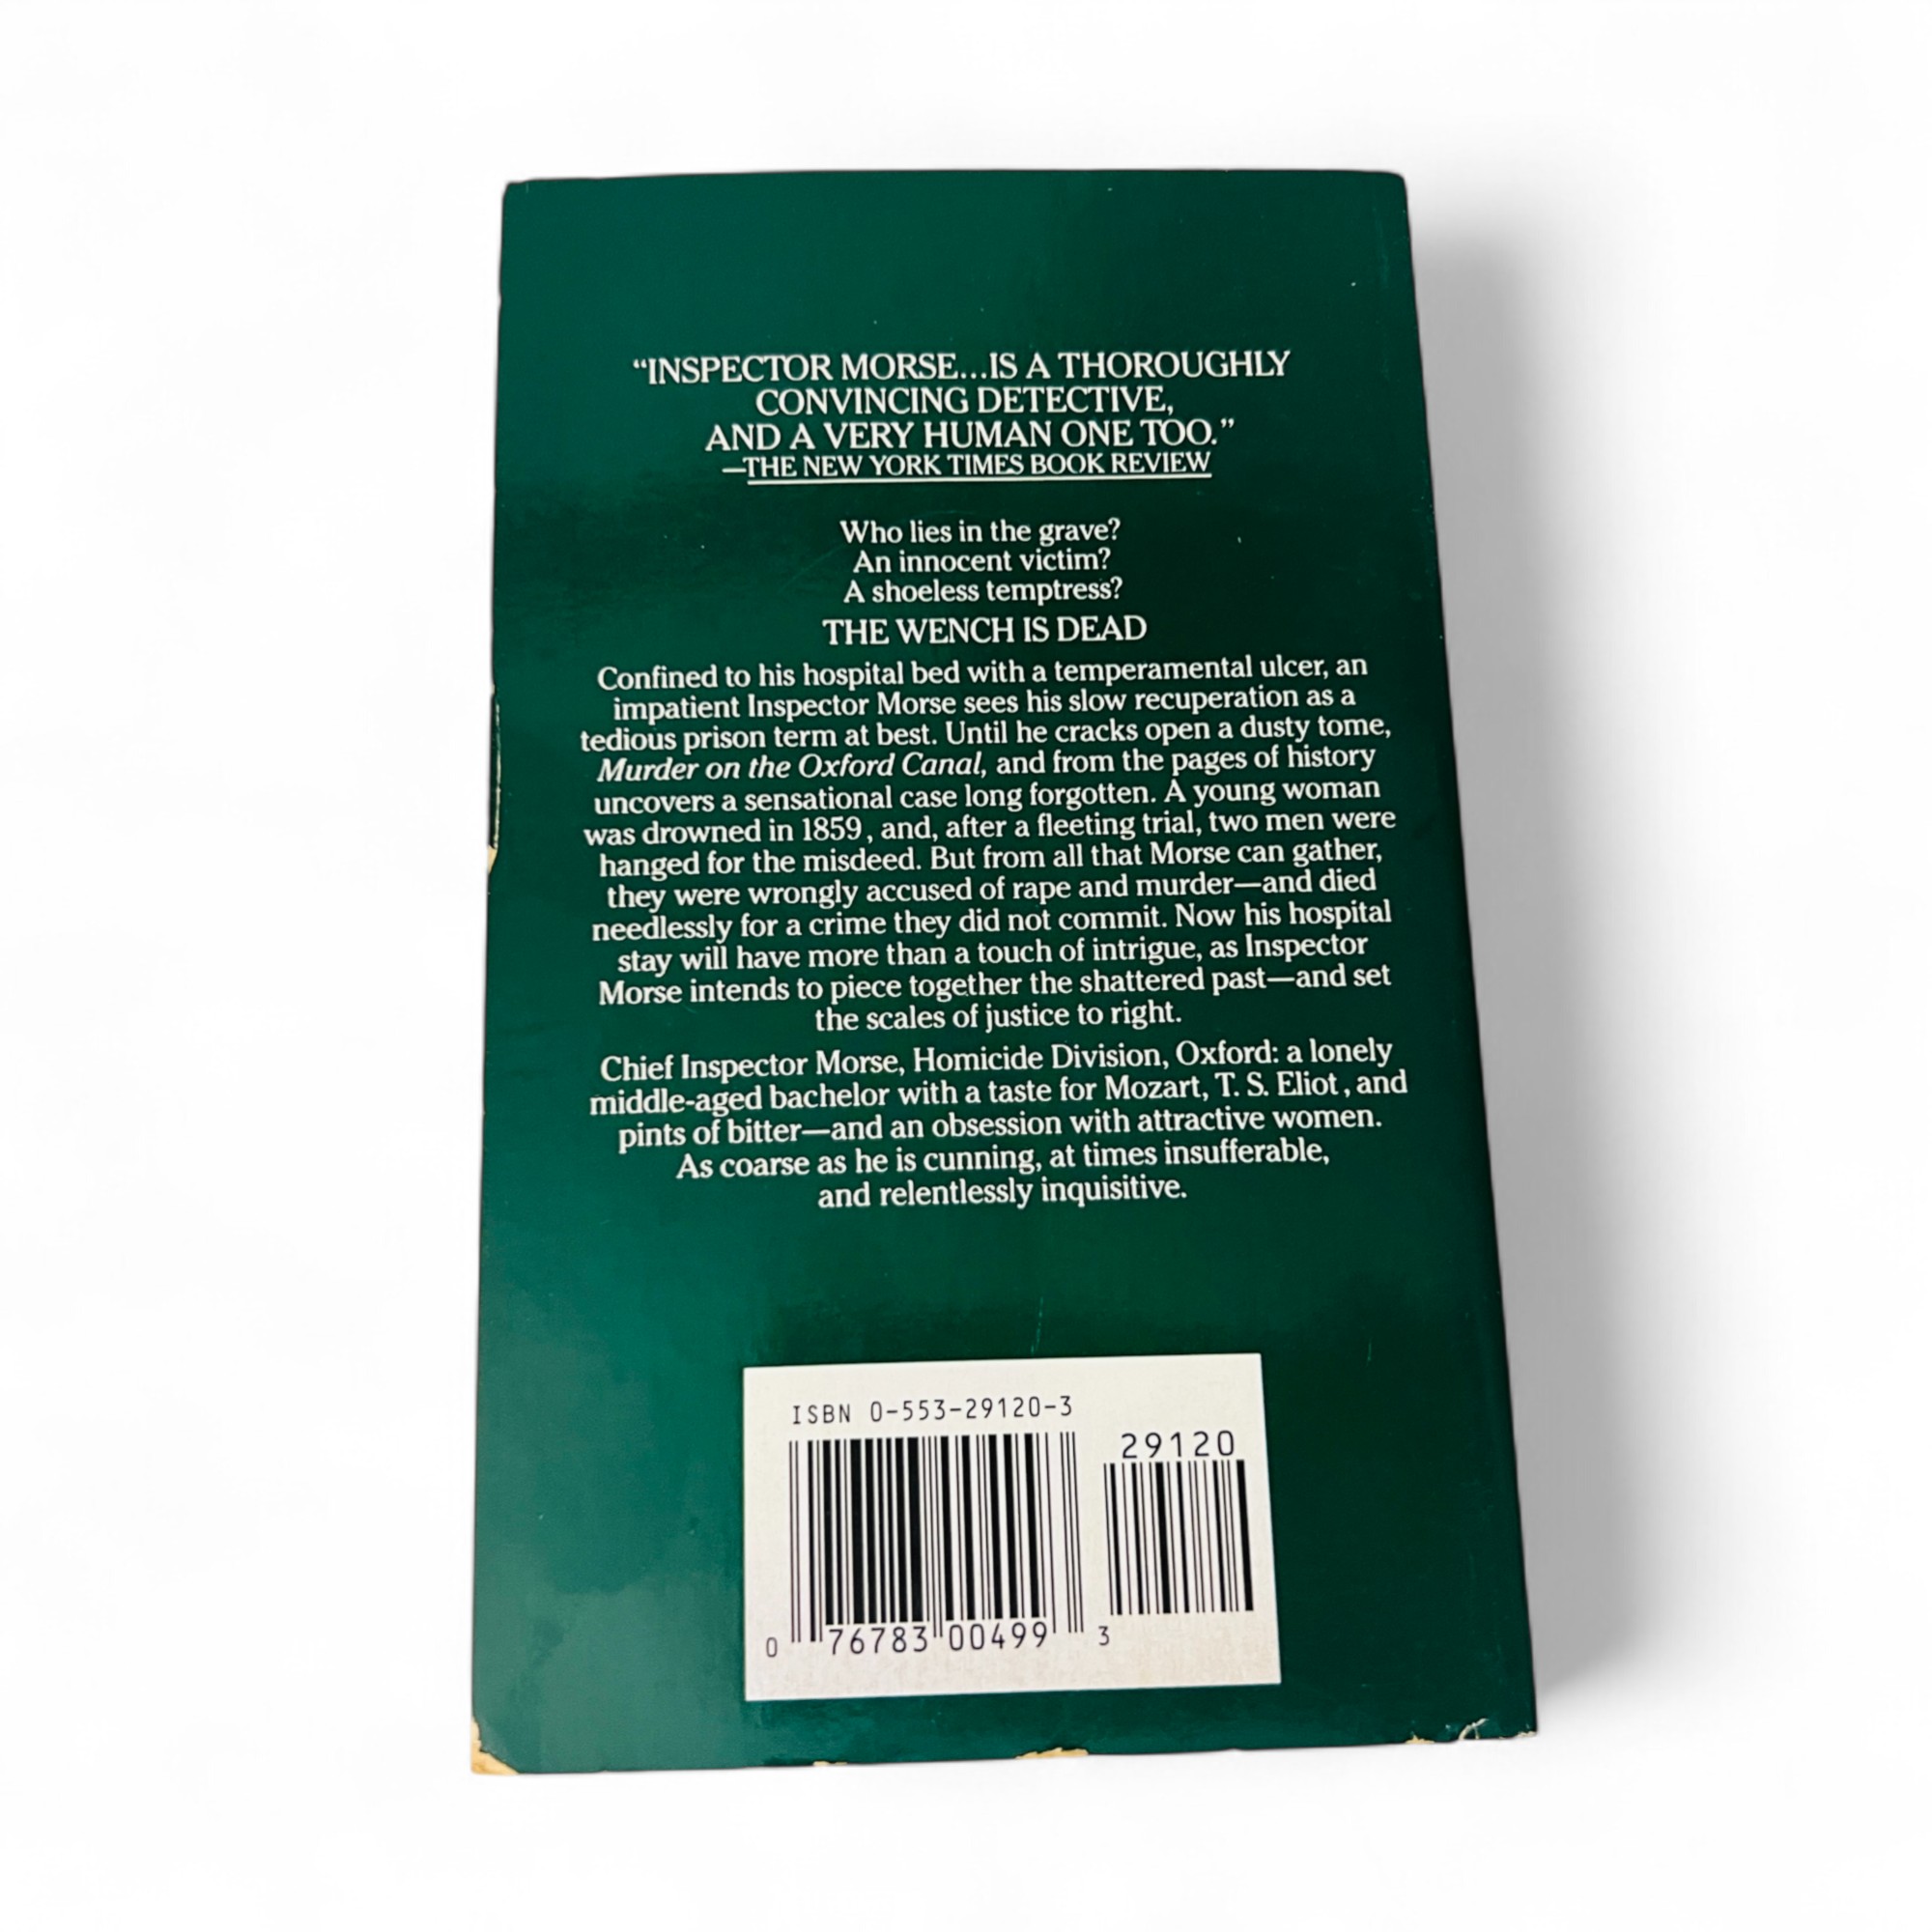 “INSPECTOR MORSE...IS A THOROUGHLY
CONVINCING DETECTIVE,
AND A VERY HUMAN ONE TOO.”
—THE NEW YORK TIMES BOOK REVIEW
Who lies in the grave?
An innocent victim?
A shoeless temptress?
THE WENCH IS DEAD
Confined to his hospital bed with a temperamental ulcer, an
impatient Inspector Morse sees his slow recuperation as a
tedious prison term at best. Until he cracks open a dusty tome,
Murder on the Oxford Canal, and from the pages of history
uncovers a sensational case long forgotten. A young woman
was drowned in 1859, and, after a fleeting trial, two men were
hanged for the misdeed. But from all that Morse can gather,
they were wrongly accused of rape and murder—and died
needlessly for a crime they did not commit. Now his hospital
stay will have more than a touch of intrigue, as Inspector
Morse intends to piece together the shattered past—and set
the scales of justice to right.
Chief Inspector Morse, Homicide Division, Oxford: a lonely
middle-aged bachelor with a taste for Mozart, T. S. Eliot, and
pints of bitter—and an obsession with attractive women.
As coarse as he is cunning, at times insufferable,
and relentlessly inquisitive.
ISBN 0-553-29120-3
29120
0 76783 00499 3